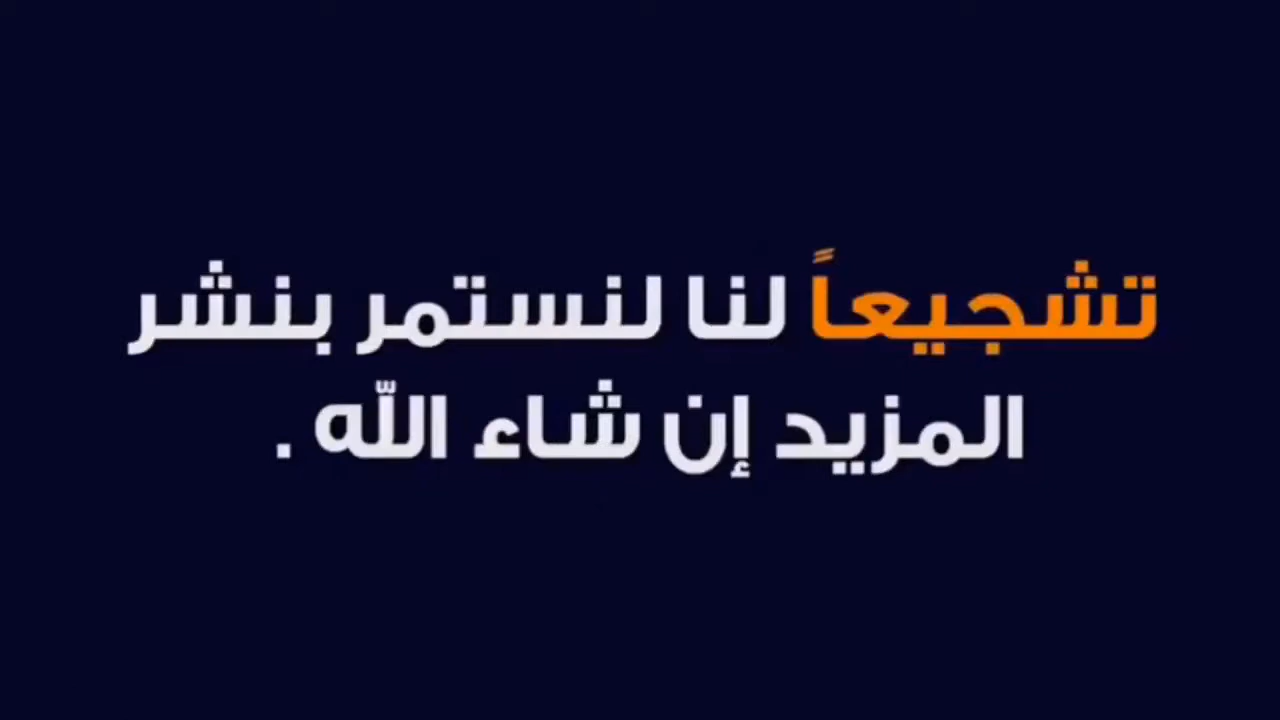 تشجيعاً لنا لنستمر بنشر
المزيد إن شاء الله .